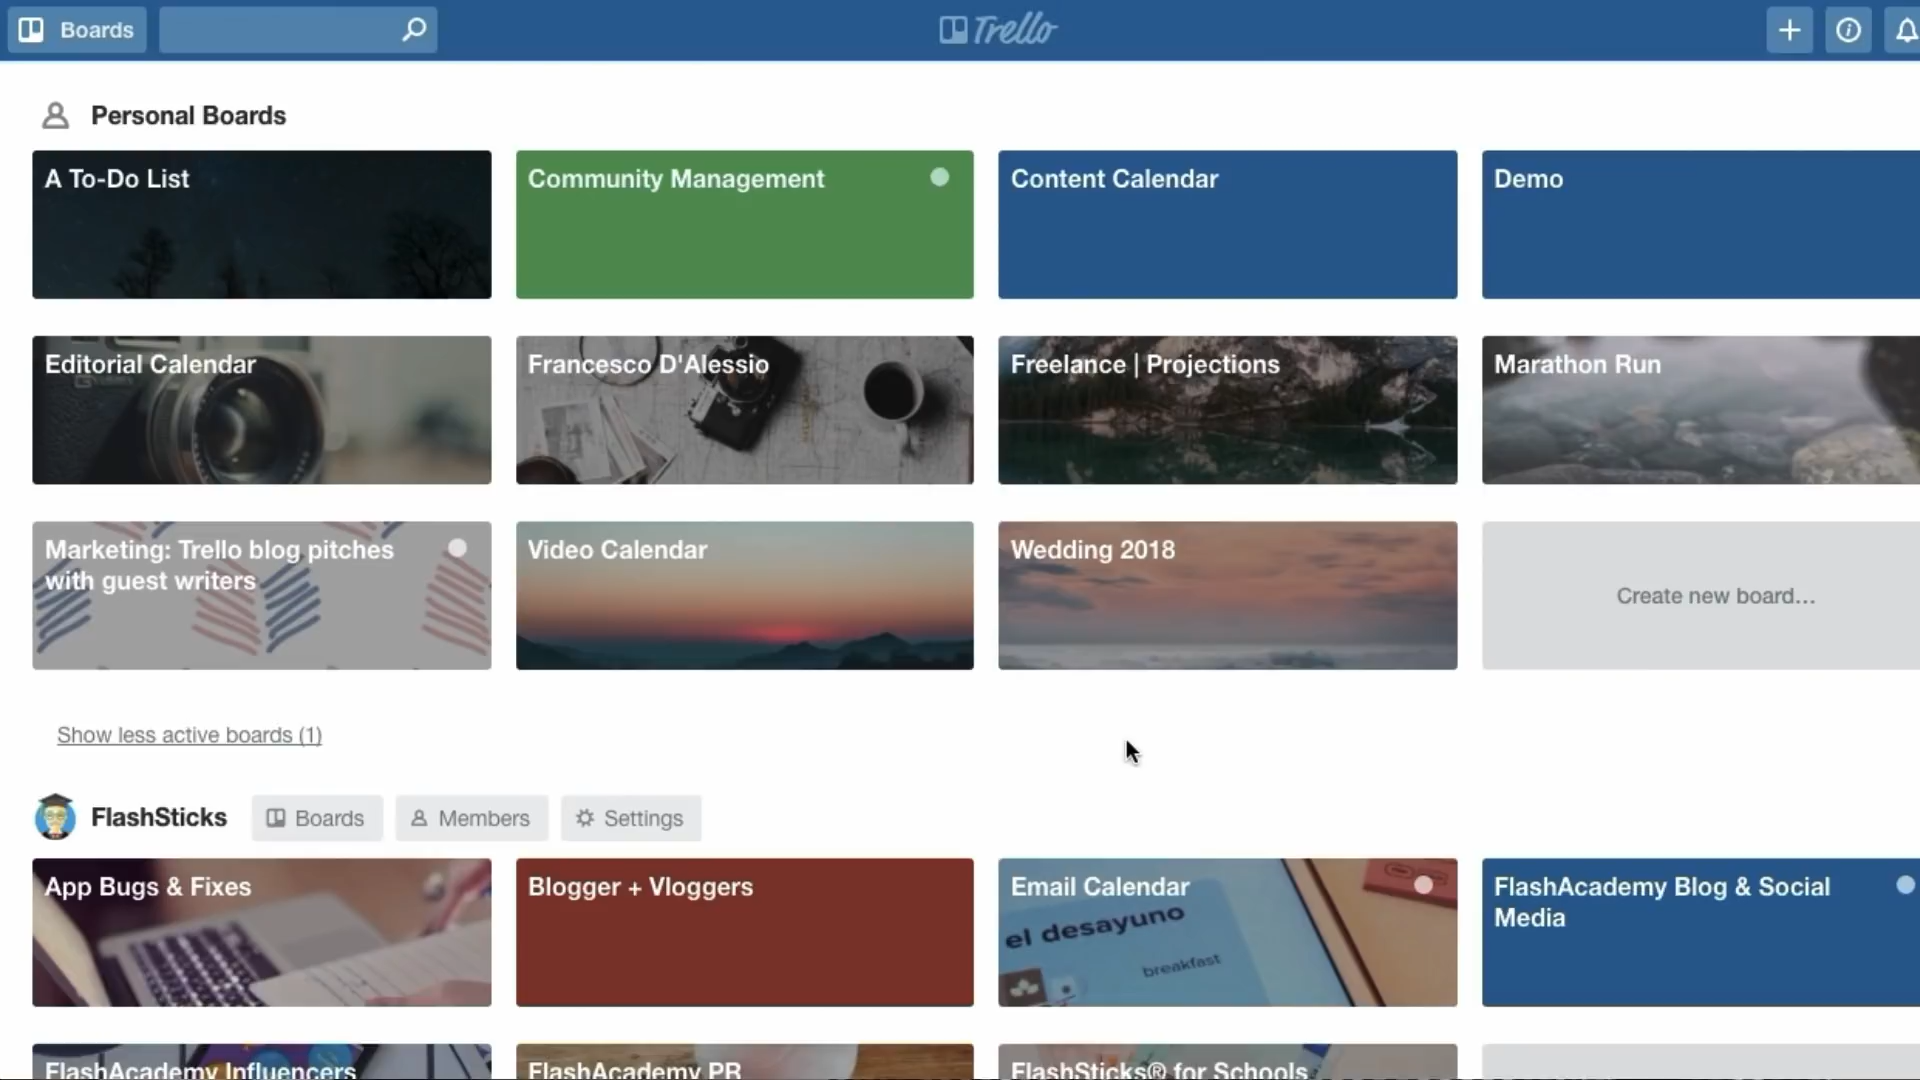 Boards
Trello
Personal Boards
A To-Do List
Community Management
Content Calendar
Demo
Editorial Calendar
Francesco D'Alessio
Freelance | Projections
Marathon Run
Marketing: Trello blog pitches
with guest writers
Video Calendar
Wedding 2018
Create new board...
Show less active boards (1)
FlashSticks
Boards
Members
Settings
App Bugs & Fixes
Blogger + Vloggers
Email Calendar
el desayuno
breakfast
FlashAcademy Blog & Social
Media
FlashAcademy Influencers
FlashAcademy PR
FlashSticks® for Schools